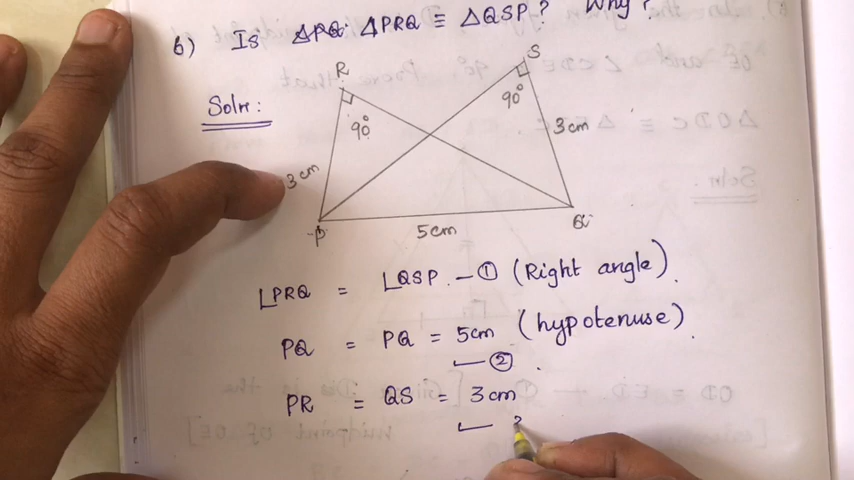 6) Is ΔPRQ ≡ ΔQSP? Why?
Soln:
R
S
90°
90°
3cm
3cm
P
Q
5cm
∟PRQ = ∟QSP - ① (Right angle).
PQ = PQ = 5cm (hypotenuse).
— ②
PR = QS = 3cm
—